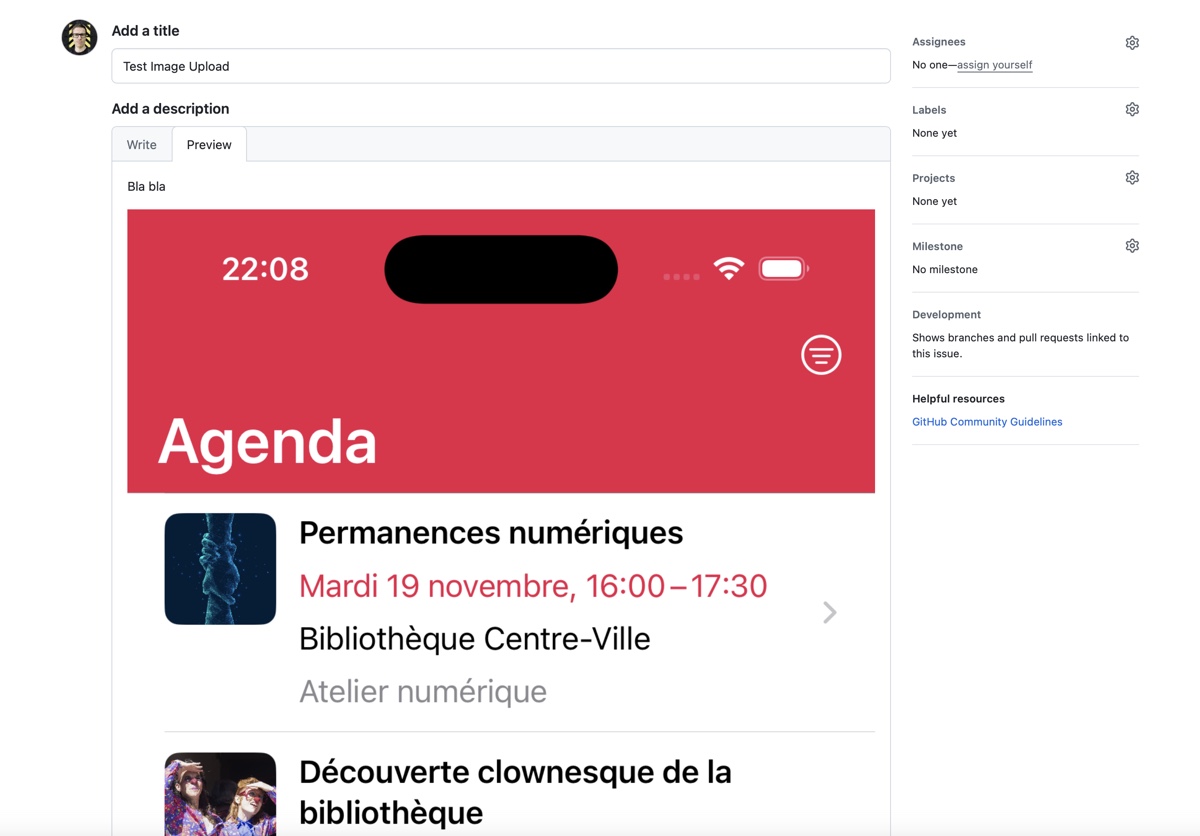 Add a title
Test Image Upload
Add a description
Write
Preview
Bla bla
22:08
Agenda
Permanences numériques
Mardi 19 novembre, 16:00–17:30
Bibliothèque Centre-Ville
Atelier numérique
Découverte clownesque de la
bibliothèque
Assignees
No one—assign yourself
Labels
None yet
Projects
None yet
Milestone
No milestone
Development
Shows branches and pull requests linked to
this issue.
Helpful resources
GitHub Community Guidelines